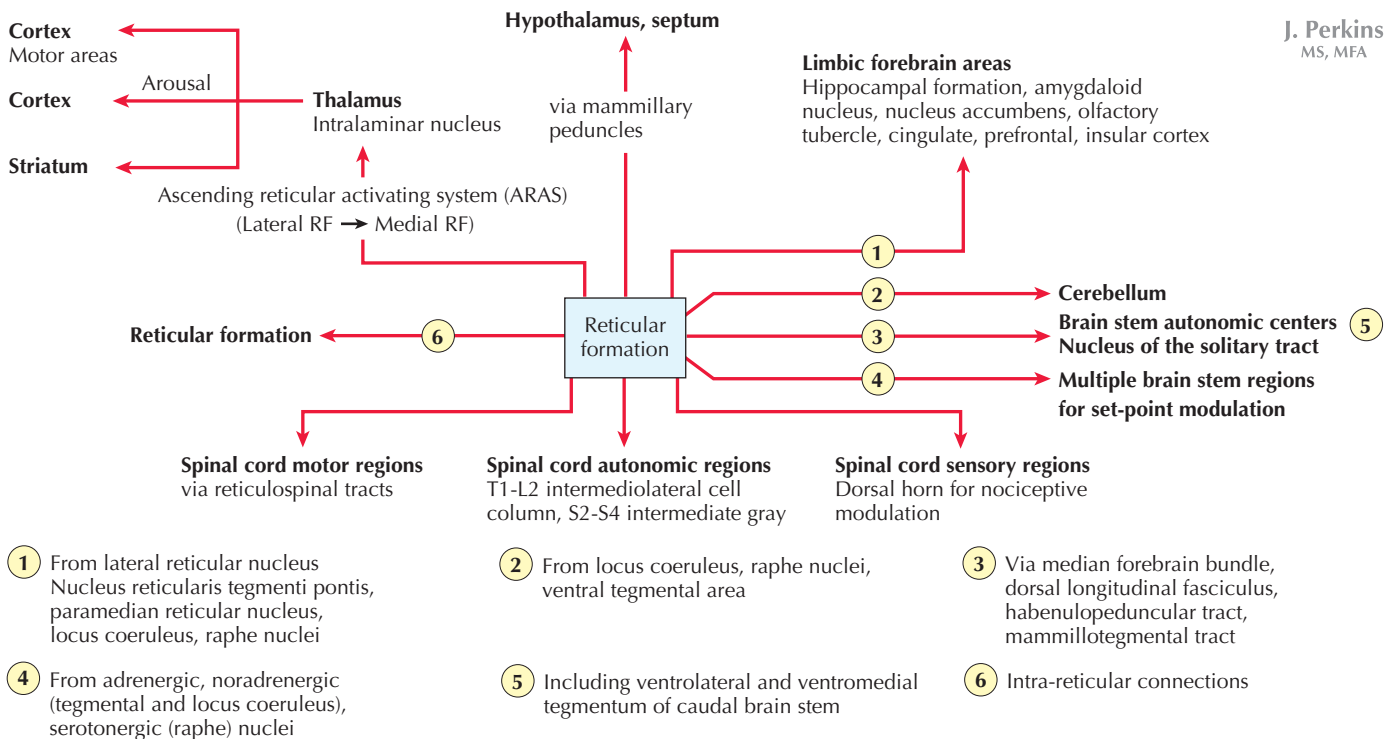 Hypothalamus, septum
J. Perkins
MS, MFA
Cortex
Motor areas
Limbic forebrain areas
Hippocampal formation, amygdaloid
nucleus, nucleus accumbens, olfactory
tubercle, cingulate, prefrontal, insular cortex
Arousal
Cortex
Thalamus
Intralaminar nucleus
via mammillary
peduncles
Striatum
Ascending reticular activating system (ARAS)
(Lateral RF → Medial RF)
1
2
Cerebellum
Reticular formation
6
Reticular
formation
3
Brain stem autonomic centers
Nucleus of the solitary tract
5
4
Multiple brain stem regions
for set-point modulation
Spinal cord motor regions
via reticulospinal tracts
Spinal cord autonomic regions
T1-L2 intermediolateral cell
column, S2-S4 intermediate gray
Spinal cord sensory regions
Dorsal horn for nociceptive
modulation
1 From lateral reticular nucleus
Nucleus reticularis tegmenti pontis,
paramedian reticular nucleus,
locus coeruleus, raphe nuclei
2 From locus coeruleus, raphe nuclei,
ventral tegmental area
3 Via median forebrain bundle,
dorsal longitudinal fasciculus,
habenulopeduncular tract,
mammillotegmental tract
4 From adrenergic, noradrenergic
(tegmental and locus coeruleus),
serotonergic (raphe) nuclei
5 Including ventrolateral and ventromedial
tegmentum of caudal brain stem
6 Intra-reticular connections